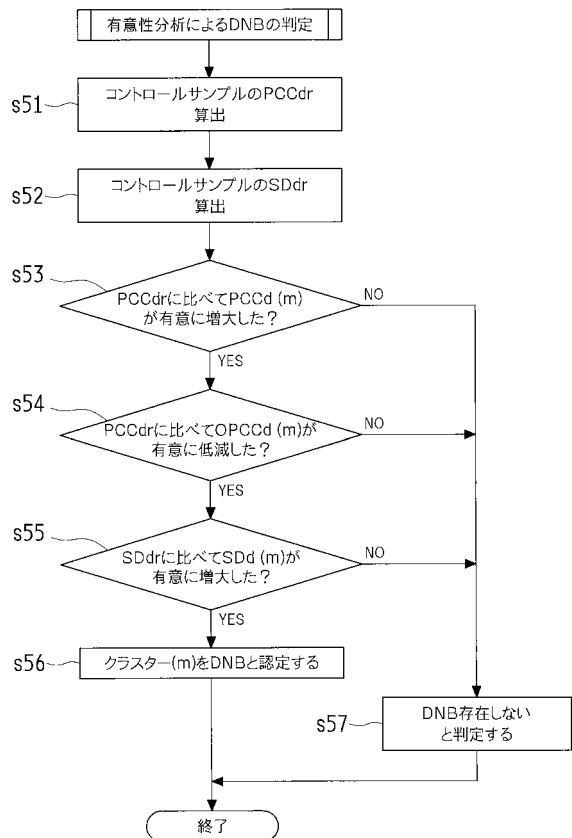 有意性分析によるDNBの判定
s51
コントロールサンプルのPCCdr
算出
s52
コントロールサンプルのSDdr
算出
s53
PCCdrに比べてPCCd (m)
が有意に増大した？
NO
YES
s54
PCCdrに比べてOPCCd (m)が
有意に低減した？
NO
YES
s55
SDdrに比べてSDd (m)が
有意に増大した？
NO
YES
s56
クラスター(m)をDNBと認定する
s57
DNB存在しない
と判定する
終了